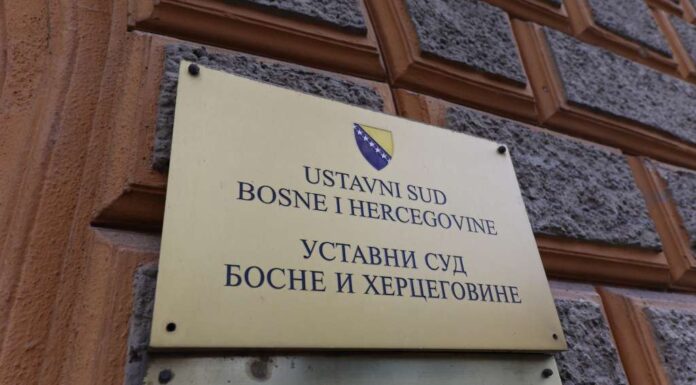 USTAVNI SUD
BOSNE I HERCEGOVINE
УСТАВНИ СУД
БОСНЕ И ХЕРЦЕГОВИНЕ